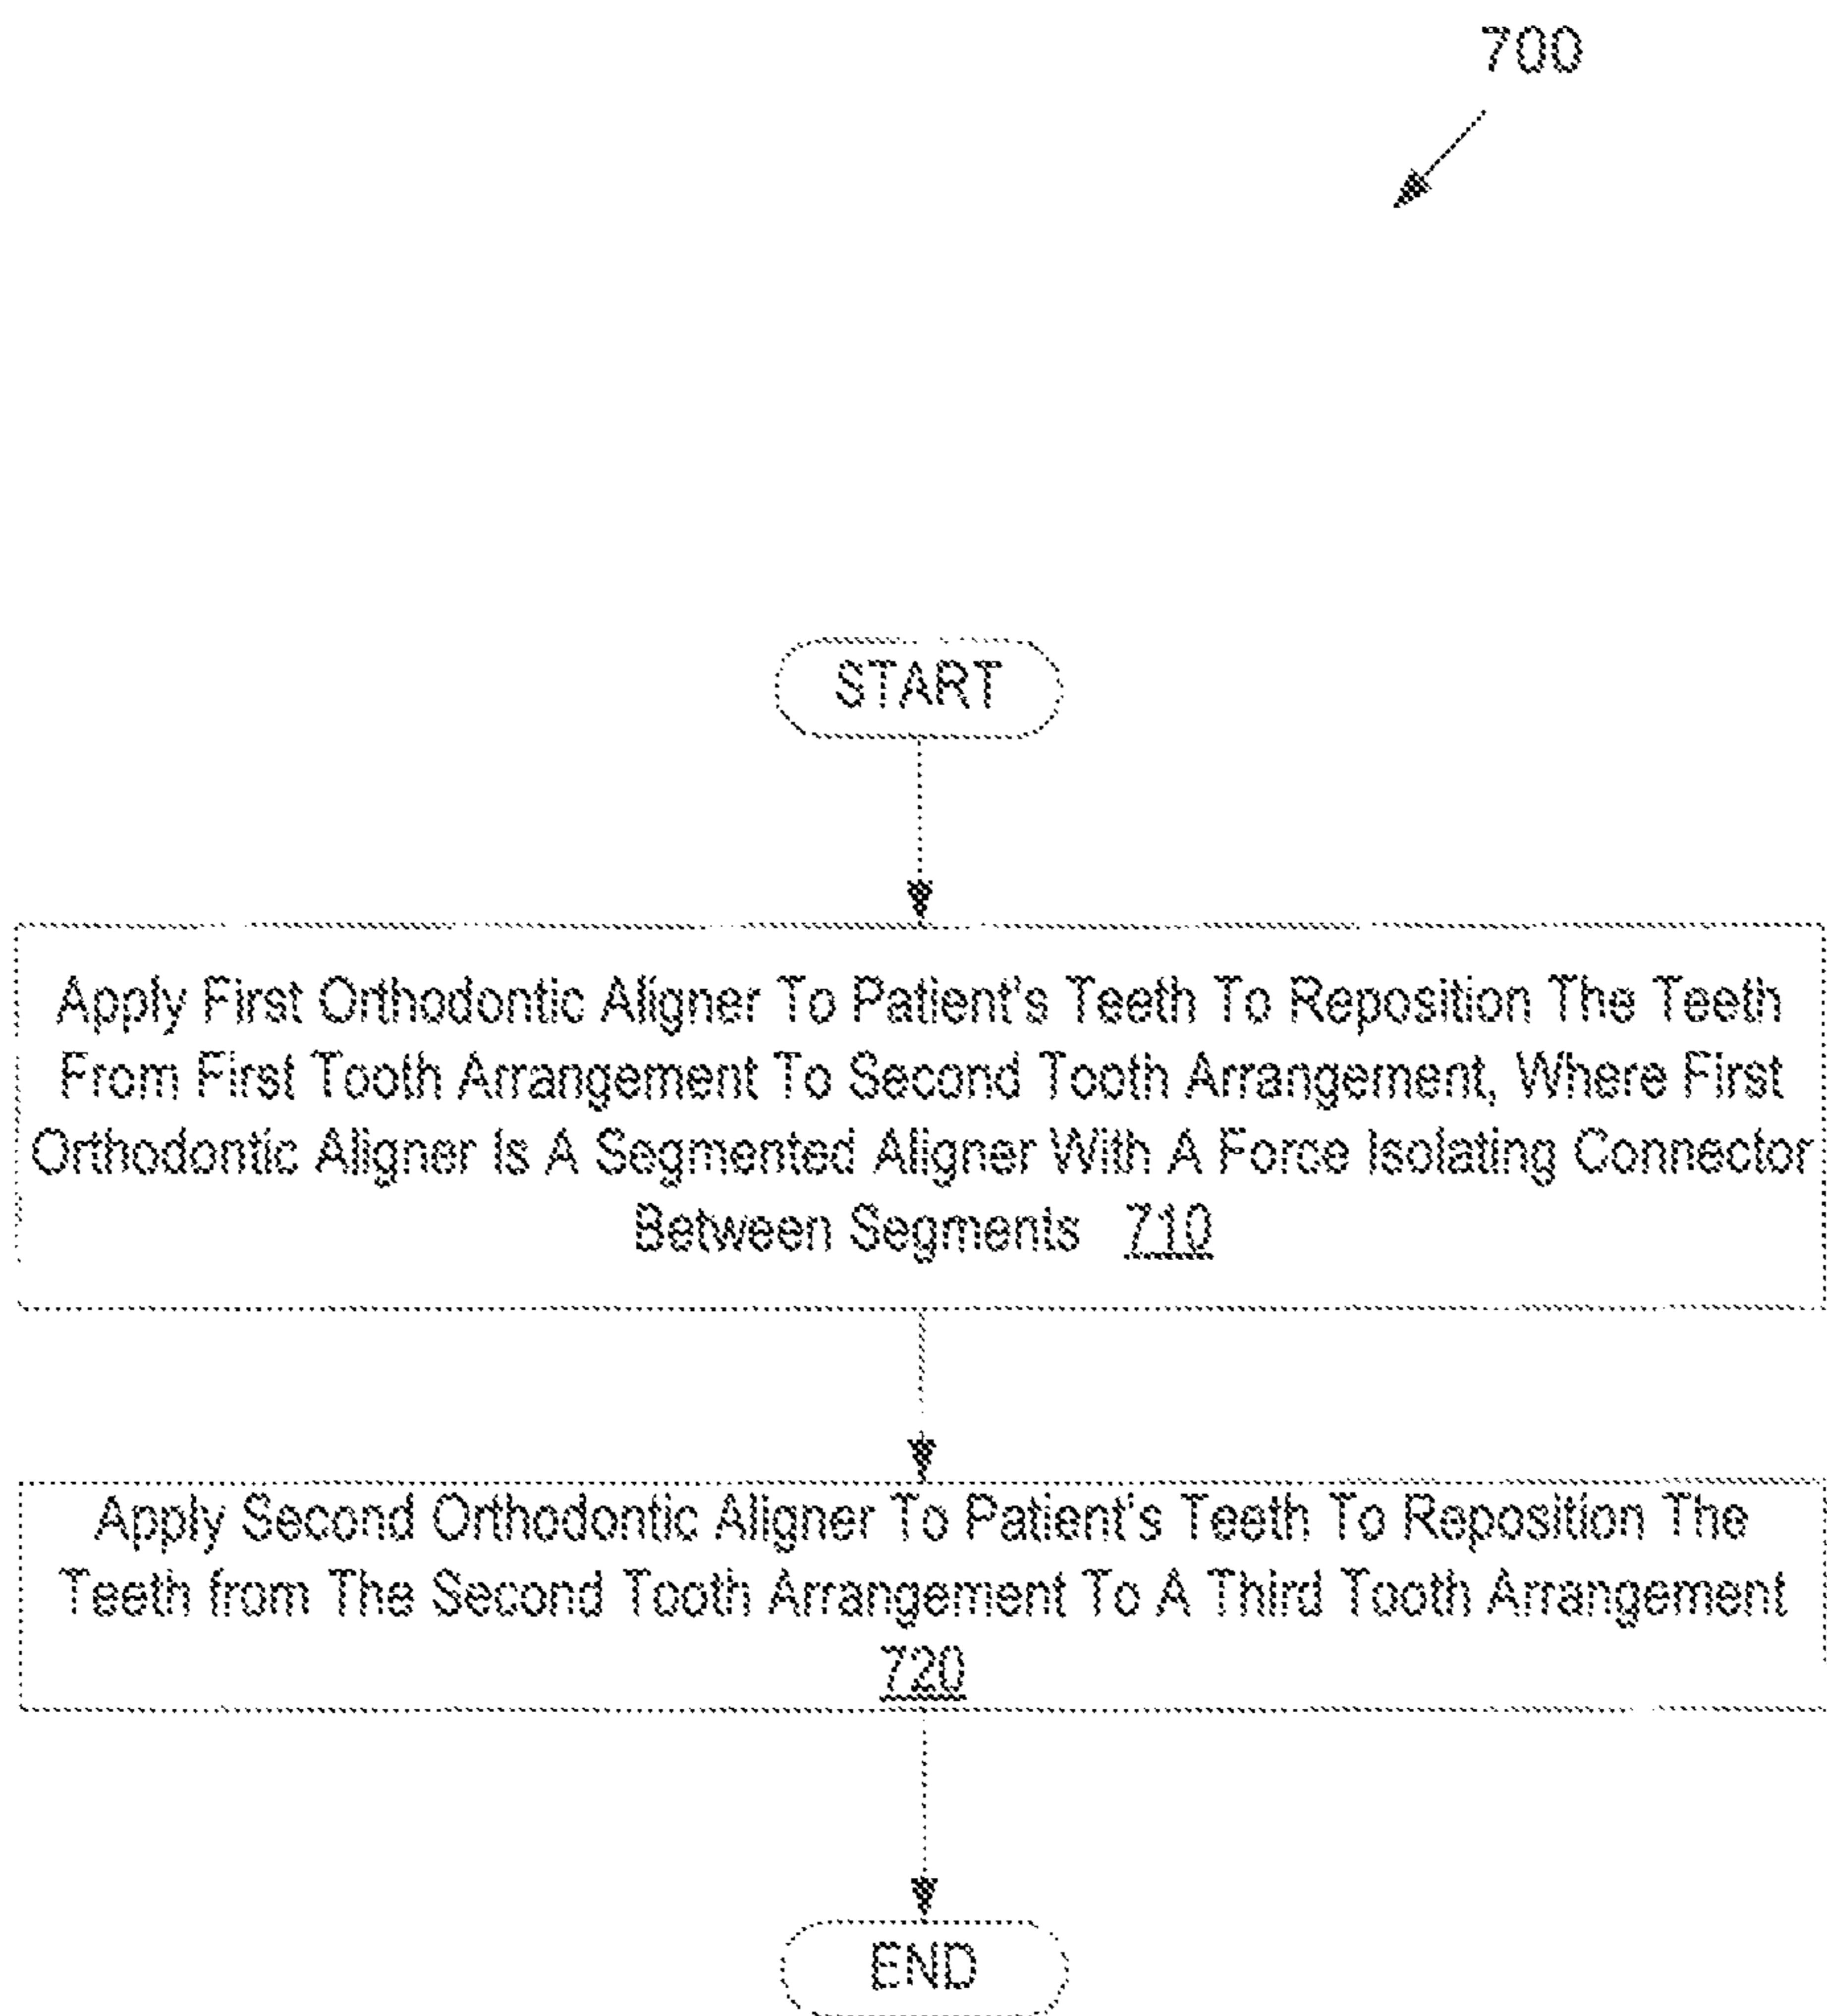 700
START
Apply First Orthodontic Aligner To Patient's Teeth To Reposition The Teeth
From First Tooth Arrangement To Second Tooth Arrangement, Where First
Orthodontic Aligner Is A Segmented Aligner With A Force Isolating Connector
Between Segments 710
Apply Second Orthodontic Aligner To Patient's Teeth To Reposition The
Teeth from The Second Tooth Arrangement To A Third Tooth Arrangement
720
END